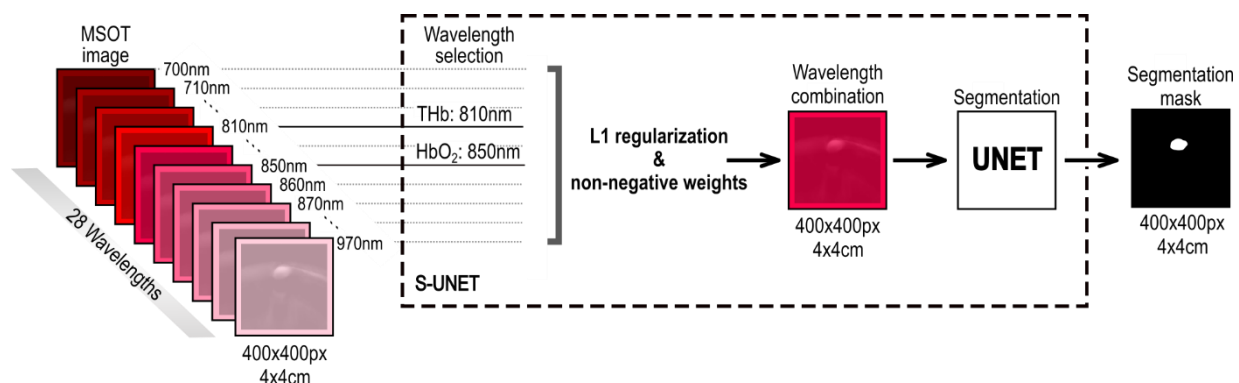 MSOT
image
700nm
710nm
810nm
850nm
860nm
870nm
970nm
28 Wavelengths
400x400px
4x4cm
Wavelength
selection
THb: 810nm
HbO₂: 850nm
S-UNET
L1 regularization
&
non-negative weights
Wavelength
combination
400x400px
4x4cm
Segmentation
UNET
Segmentation
mask
400x400px
4x4cm